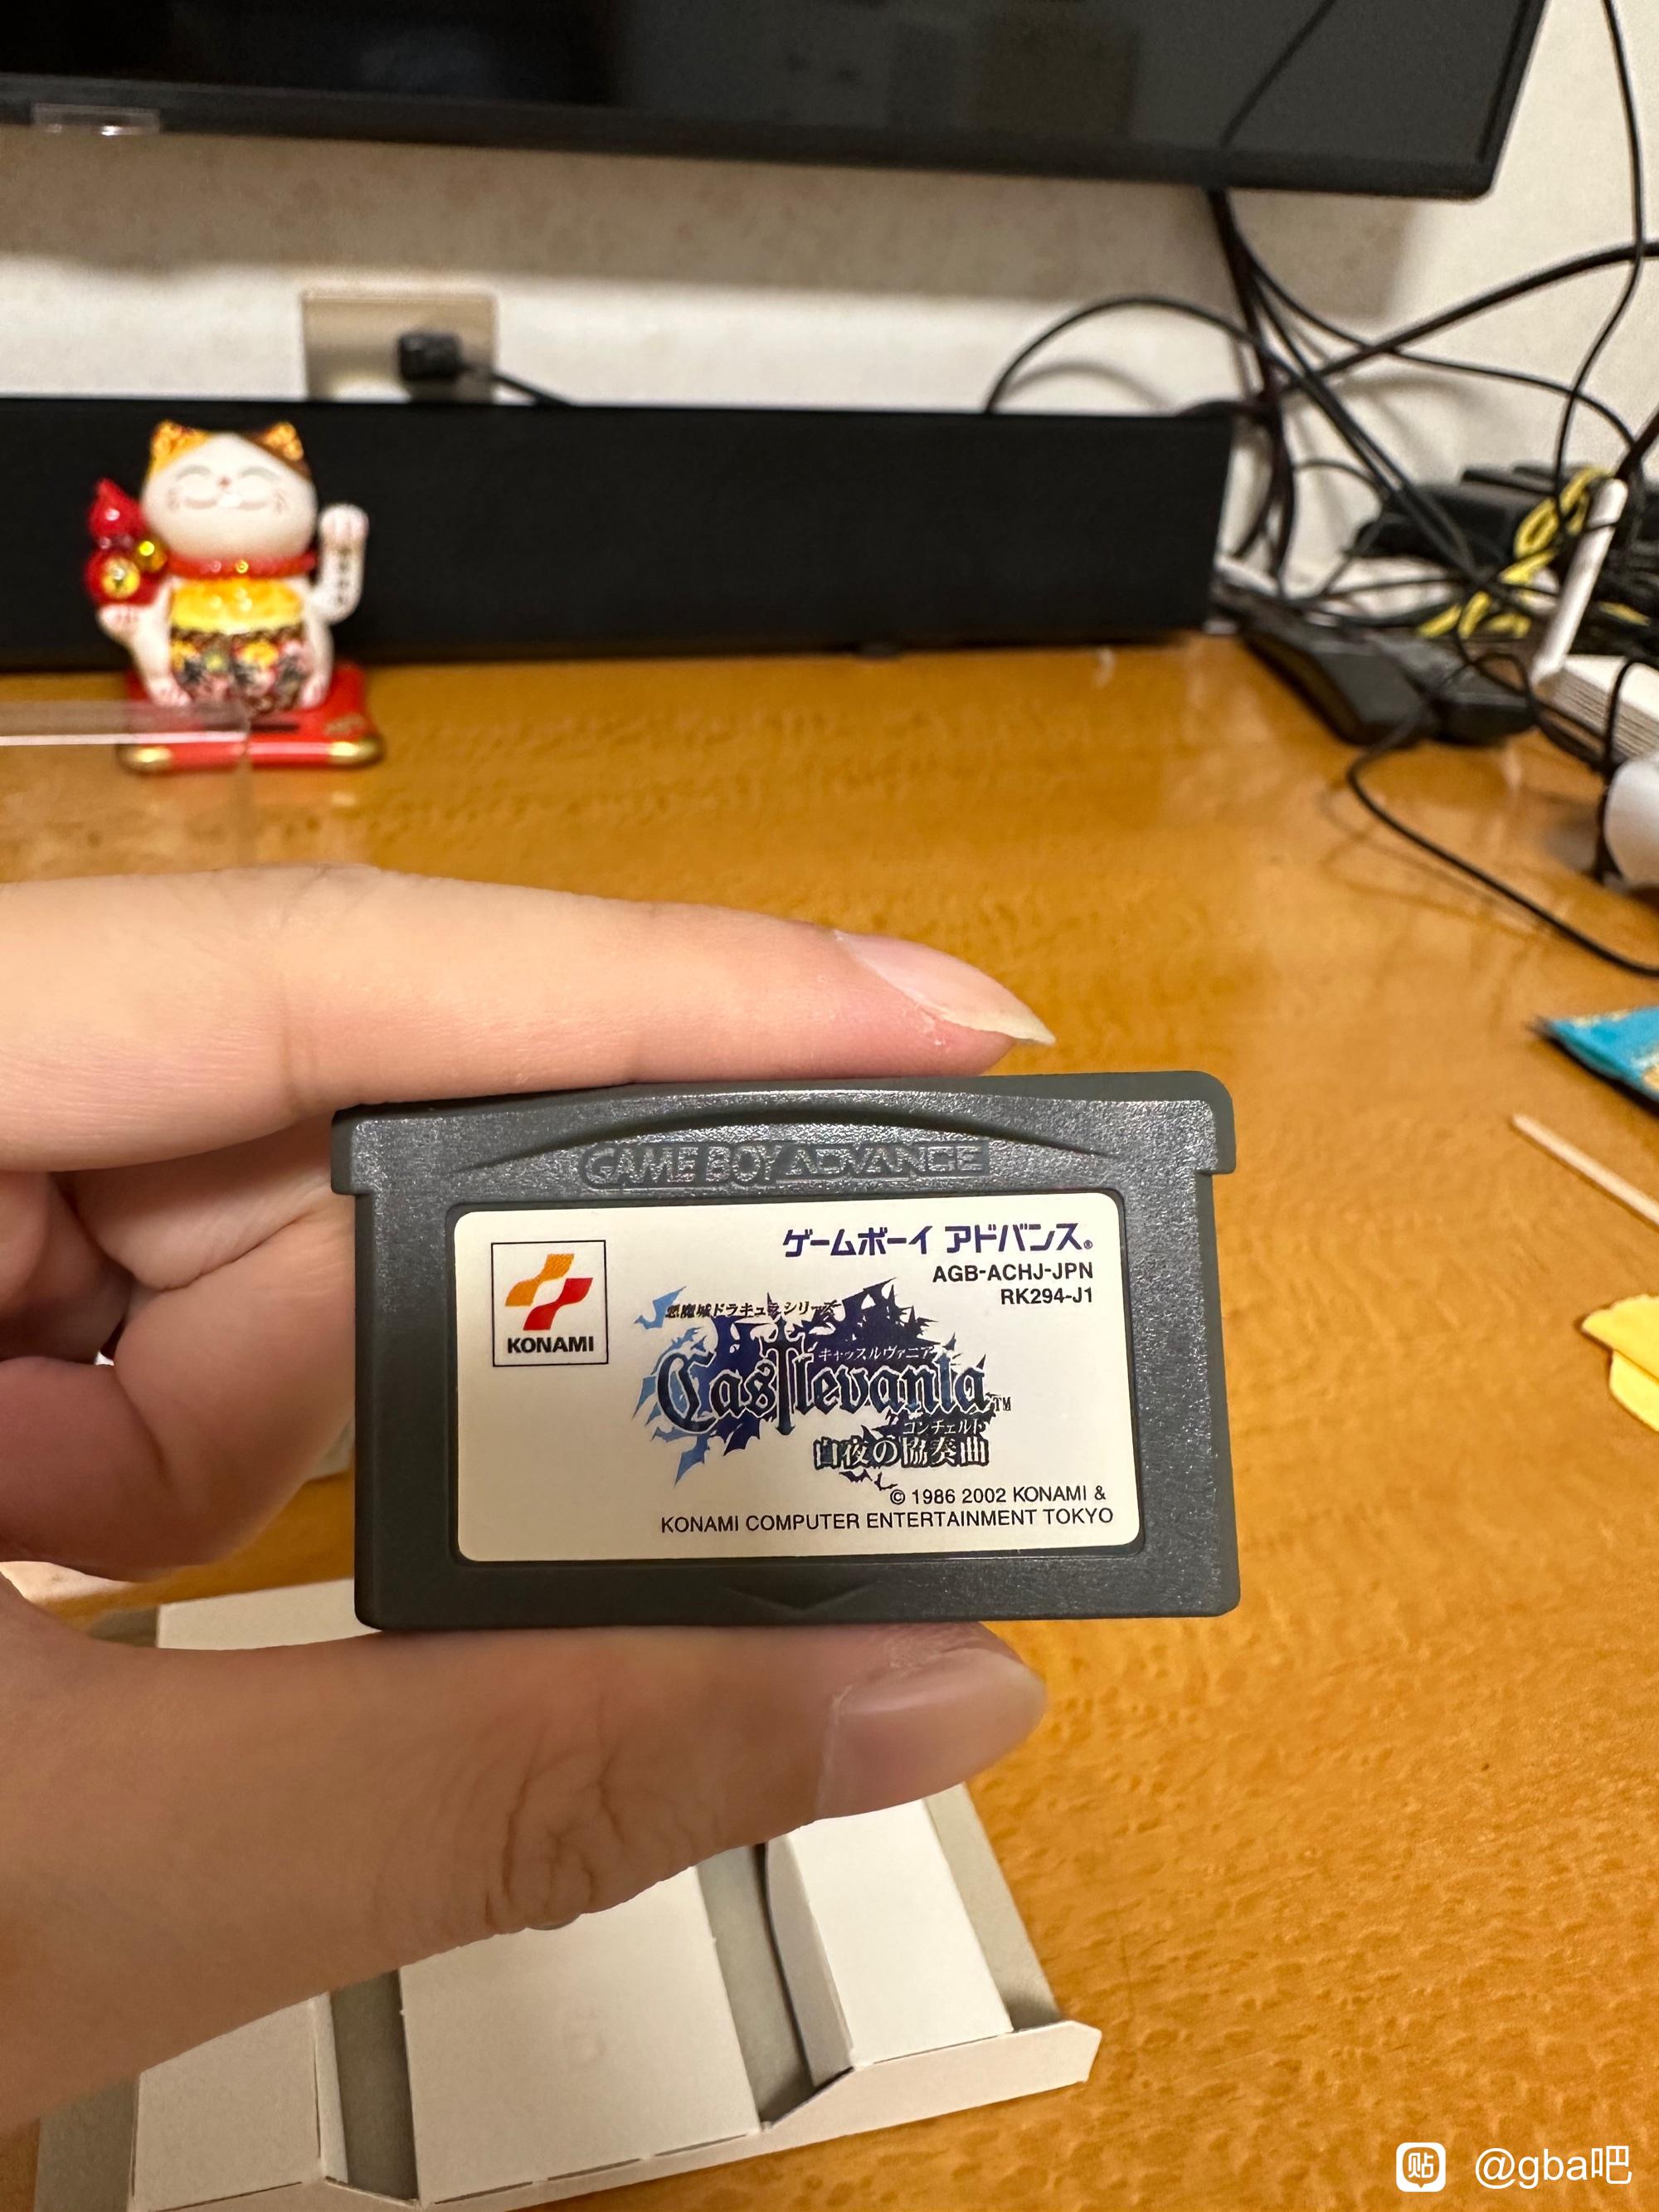 GAME BOY ADVANCE
ゲームボーイ アドバンス®
AGB-ACHJ-JPN
RK294-J1
KONAMI
悪魔城ドラキュラシリーズ
キャッスルヴァニア
Castlevania™
コンチェルト
白夜の協奏曲
© 1986 2002 KONAMI &
KONAMI COMPUTER ENTERTAINMENT TOKYO
贴 @gba吧